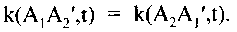 k(A₁A₂′,t) = k(A₂A₁′,t).